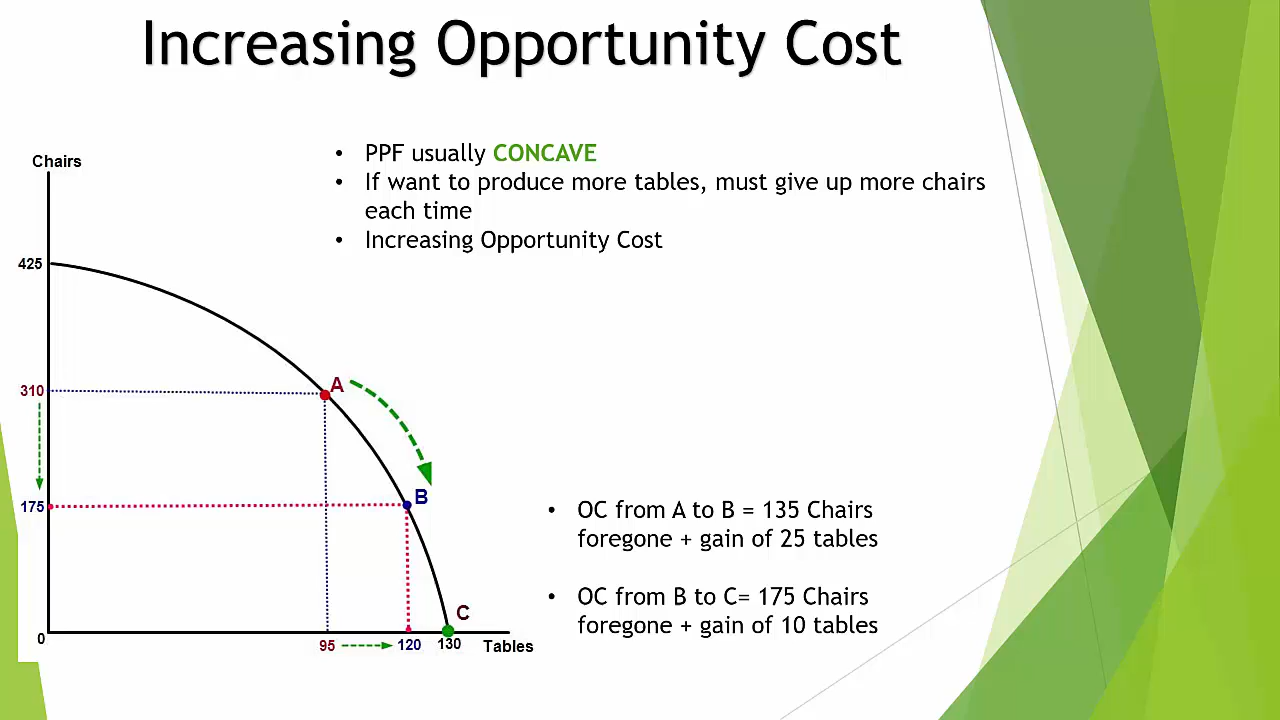 Increasing Opportunity Cost
• PPF usually CONCAVE
• If want to produce more tables, must give up more chairs
each time
• Increasing Opportunity Cost
Chairs
425
310
A
175
B
C
0
95
120
130
Tables
• OC from A to B = 135 Chairs
foregone + gain of 25 tables
• OC from B to C= 175 Chairs
foregone + gain of 10 tables